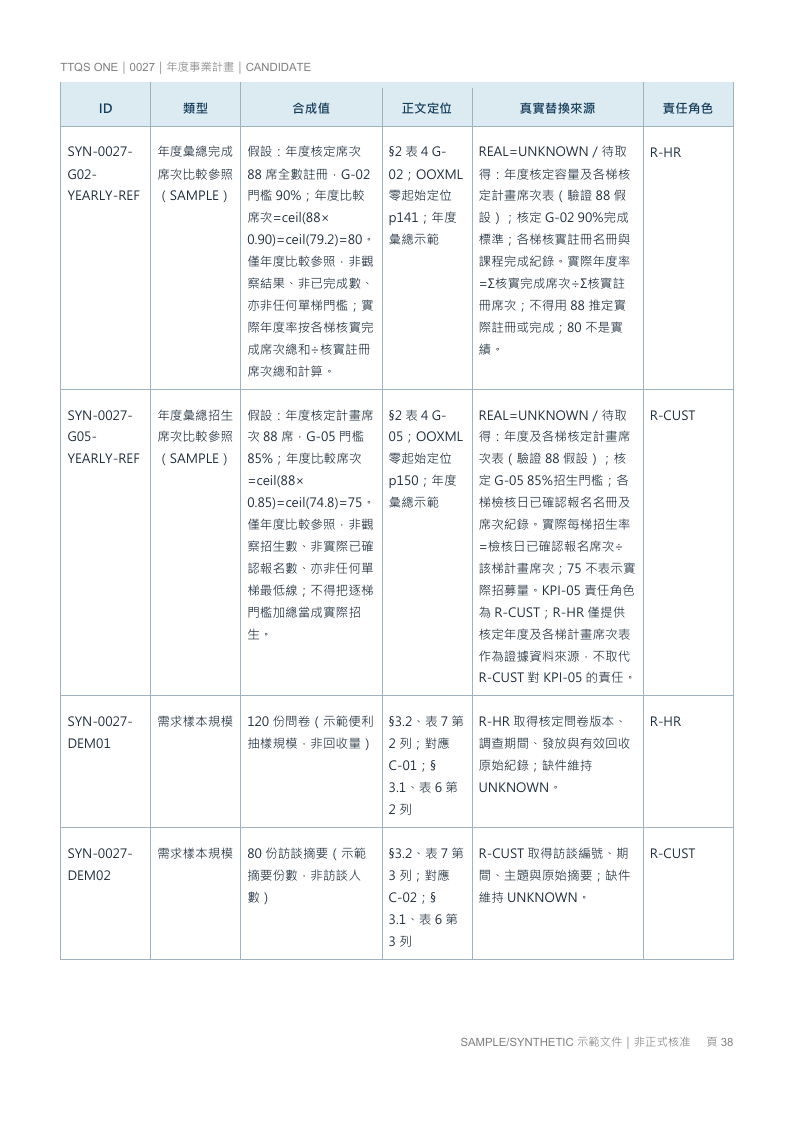 TTQS ONE｜0027｜年度事業計畫｜CANDIDATE
ID
類型
合成值
正文定位
真實替換來源
責任角色
SYN-0027-
G02-
YEARLY-REF
年度彙總完成
席次比較參照
（SAMPLE）
假設：年度核定席次
88 席全數註冊，G-02
門檻 90%；年度比較
席次=ceil(88×
0.90)=ceil(79.2)=80。
僅年度比較參照，非觀
察結果、非已完成數、
亦非任何單梯門檻；實
際年度率按各梯核實完
成席次總和÷核實註冊
席次總和計算。
§2 表 4 G-
02；OOXML
零起始定位
p141；年度
彙總示範
REAL=UNKNOWN / 待取
得：年度核定容量及各梯核
定計畫席次表（驗證 88 假
設）；核定 G-02 90%完成
標準；各梯核實註冊名冊與
課程完成紀錄。實際年度率
=Σ核實完成席次÷Σ核實註
冊席次；不得用 88 推定實
際註冊或完成；80 不是實
績。
R-HR
SYN-0027-
G05-
YEARLY-REF
年度彙總招生
席次比較參照
（SAMPLE）
假設：年度核定計畫席
次 88 席，G-05 門檻
85%；年度比較席次
=ceil(88×
0.85)=ceil(74.8)=75。
僅年度比較參照，非觀
察招生數、非實際已確
認報名數、亦非任何單
梯最低線；不得把逐梯
門檻加總當成實際招
生。
§2 表 4 G-
05；OOXML
零起始定位
p150；年度
彙總示範
REAL=UNKNOWN / 待取
得：年度及各梯核定計畫席
次表（驗證 88 假設）；核
定 G-05 85%招生門檻；各
梯檢核日已確認報名名冊及
席次紀錄。實際每梯招生率
=檢核日已確認報名席次÷
該梯計畫席次；75 不表示實
際招募量。KPI-05 責任角色
為 R-CUST；R-HR 僅提供
核定年度及各梯計畫席次表
作為證據資料來源，不取代
R-CUST 對 KPI-05 的責任。
R-CUST
SYN-0027-
DEM01
需求樣本規模
120 份問卷（示範便利
抽樣規模，非回收量）
§3.2、表 7 第
2 列；對應
C-01；§
3.1、表 6 第
2 列
R-HR 取得核定問卷版本、
調查期間、發放與有效回收
原始紀錄；缺件維持
UNKNOWN。
R-HR
SYN-0027-
DEM02
需求樣本規模
80 份訪談摘要（示範
摘要份數，非訪談人
數）
§3.2、表 7 第
3 列；對應
C-02；§
3.1、表 6 第
3 列
R-CUST 取得訪談編號、期
間、主題與原始摘要；缺件
維持 UNKNOWN。
R-CUST
SAMPLE/SYNTHETIC 示範文件｜非正式核准 頁 38